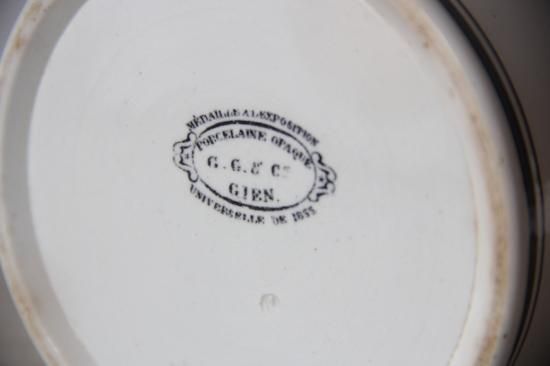 MÉDAILLE A L'EXPOSITION
PORCELAINE OPAQUE
G. G. & Cie
GIEN.
UNIVERSELLE DE 1855